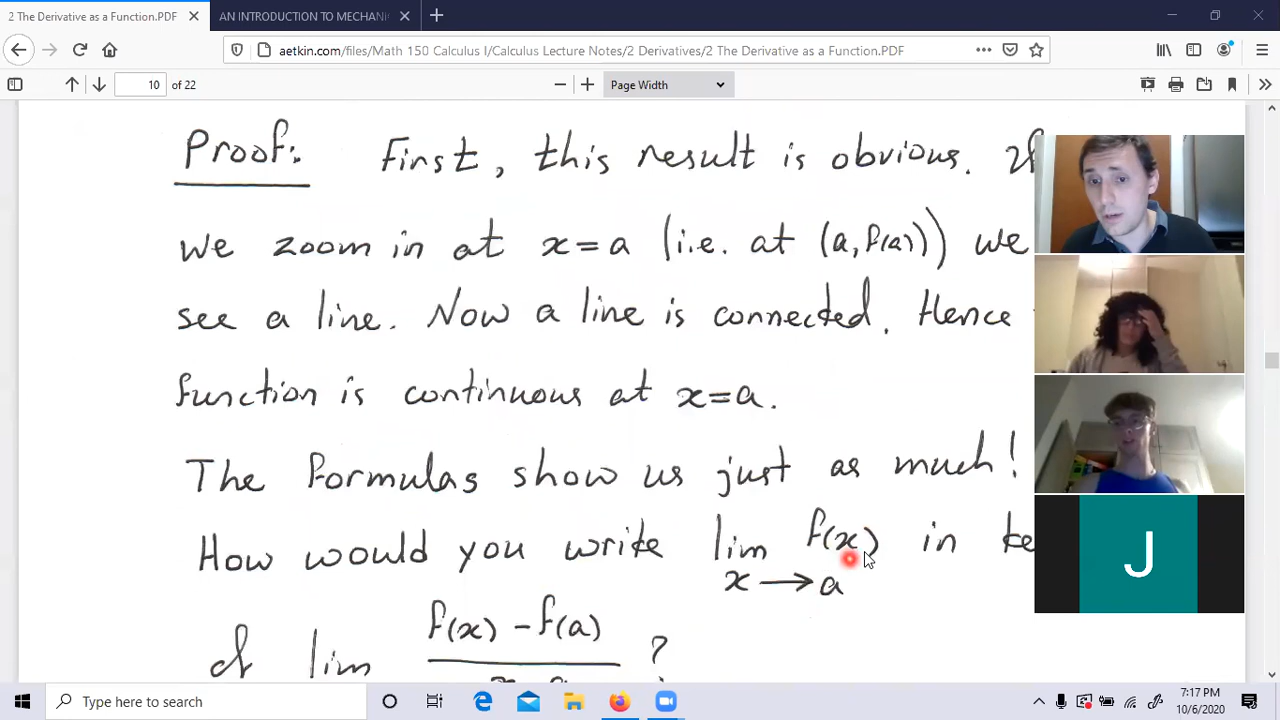 2 The Derivative as a Function.PDF
AN INTRODUCTION TO MECHANI
aetkin.com/files/Math 150 Calculus I/Calculus Lecture Notes/2 Derivatives/2 The Derivative as a Function.PDF
10 of 22
Page Width
Proof: First, this result is obvious. If
we zoom in at x=a (i.e. at (a, f(a)) we
see a line. Now a line is connected. Hence
function is continuous at x=a.
The formulas show us just as much!
How would you write lim f(x) in
x → a
f(x) - f(a)
of lim ?
J
Type here to search
7:17 PM
10/6/2020